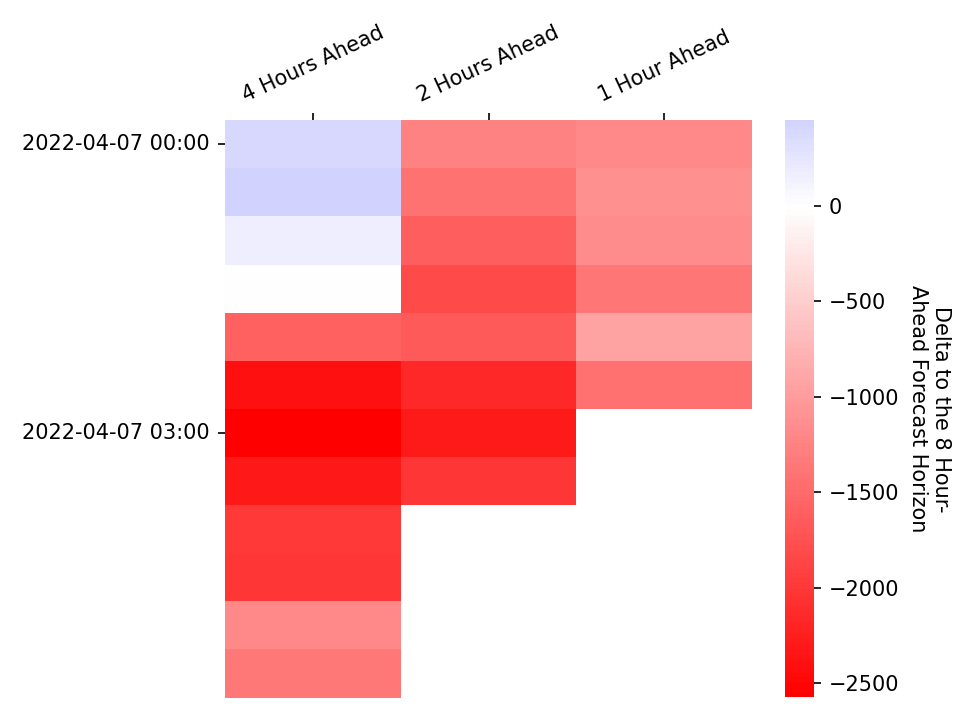 4 Hours Ahead
2 Hours Ahead
1 Hour Ahead
2022-04-07 00:00
2022-04-07 03:00
0
−500
−1000
−1500
−2000
−2500
Delta to the 8 Hour-
Ahead Forecast Horizon